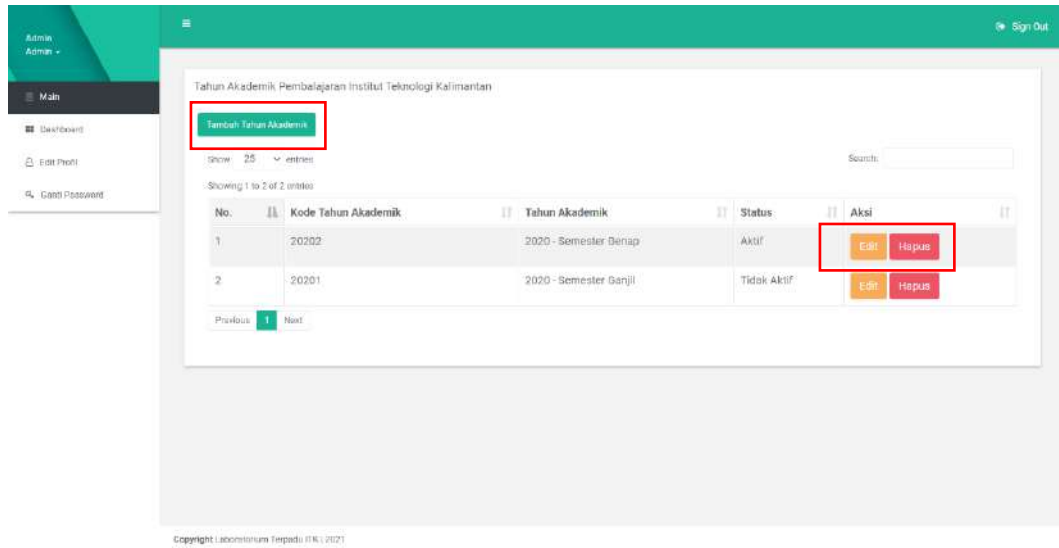 Admin
Admin
Sign Out
Main
Dashboard
Edit Profil
Ganti Password
Tahun Akademik Pembalajaran Institut Teknologi Kalimantan
Tambah Tahun Akademik
Show 25 entries
Search:
Showing 1 to 2 of 2 entries
No. Kode Tahun Akademik Tahun Akademik Status Aksi
1 20202 2020 - Semester Genap Aktif Edit Hapus
2 20201 2020 - Semester Ganjil Tidak Aktif Edit Hapus
Previous 1 Next
Copyright Laboratorium Terpadu ITK | 2021